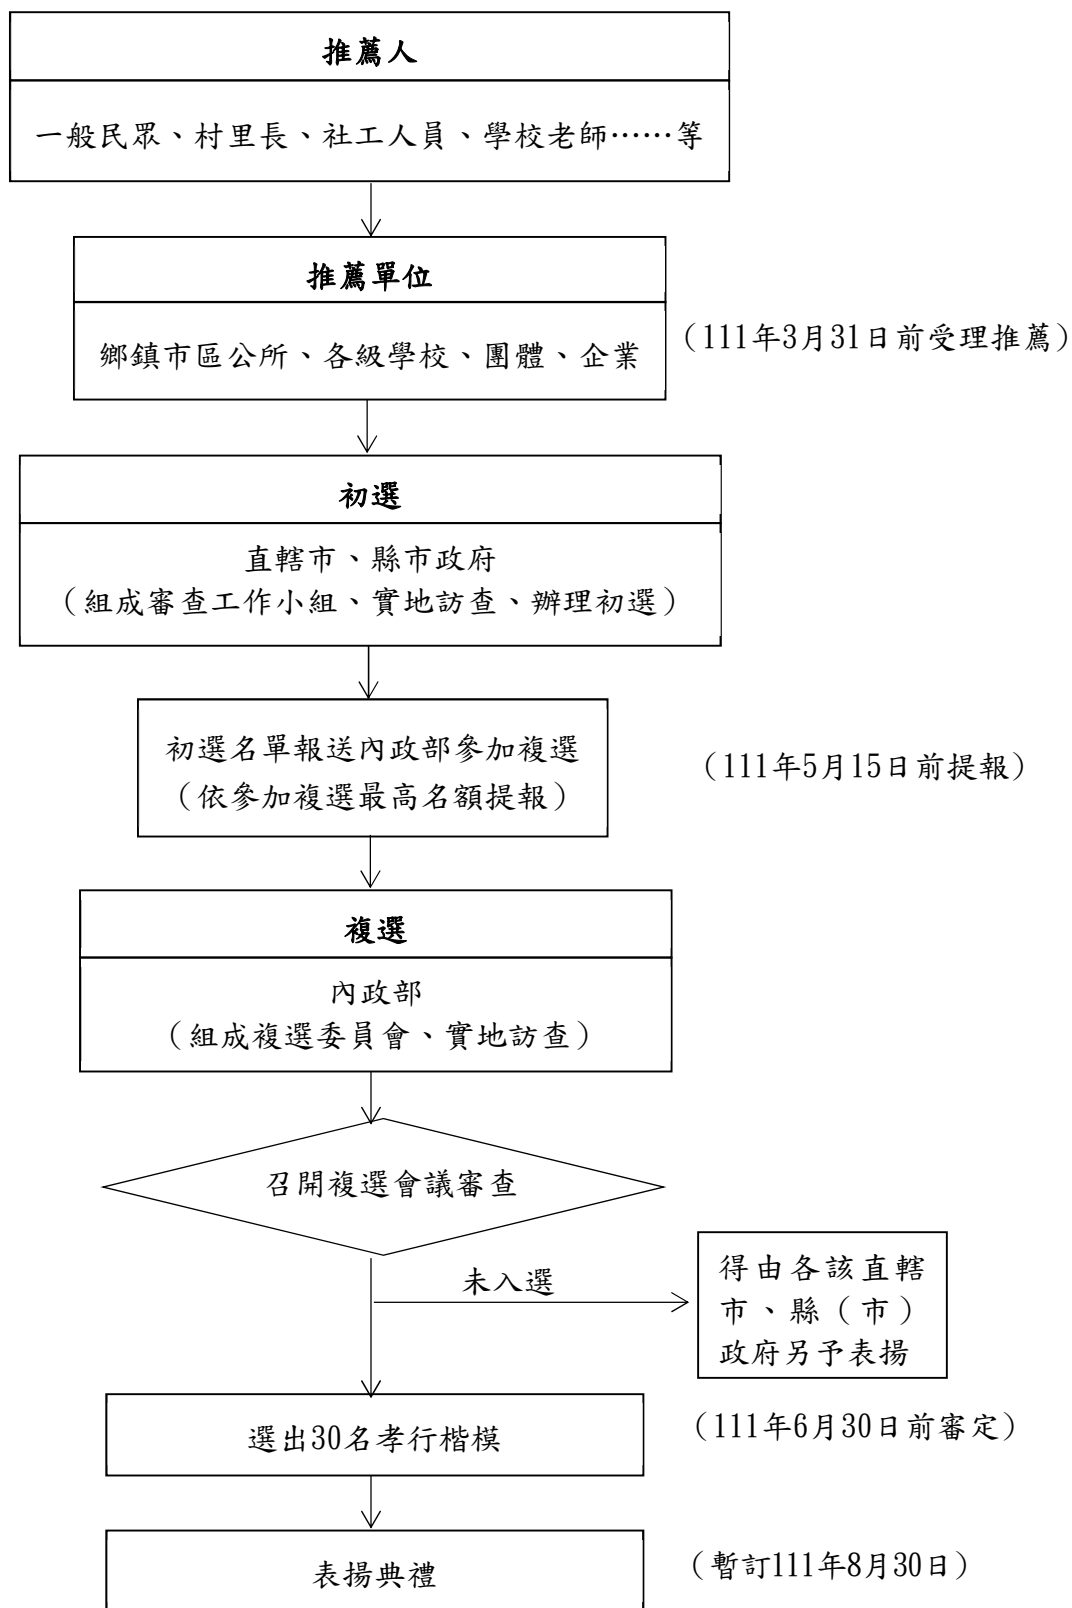 推薦人
一般民眾、村里長、社工人員、學校老師……等
推薦單位
鄉鎮市區公所、各級學校、團體、企業
（111年3月31日前受理推薦）
初選
直轄市、縣市政府
（組成審查工作小組、實地訪查、辦理初選）
初選名單報送內政部參加複選
（依參加複選最高名額提報）
（111年5月15日前提報）
複選
內政部
（組成複選委員會、實地訪查）
召開複選會議審查
未入選
得由各該直轄
市、縣（市）
政府另予表揚
選出30名孝行楷模
（111年6月30日前審定）
表揚典禮
（暫訂111年8月30日）